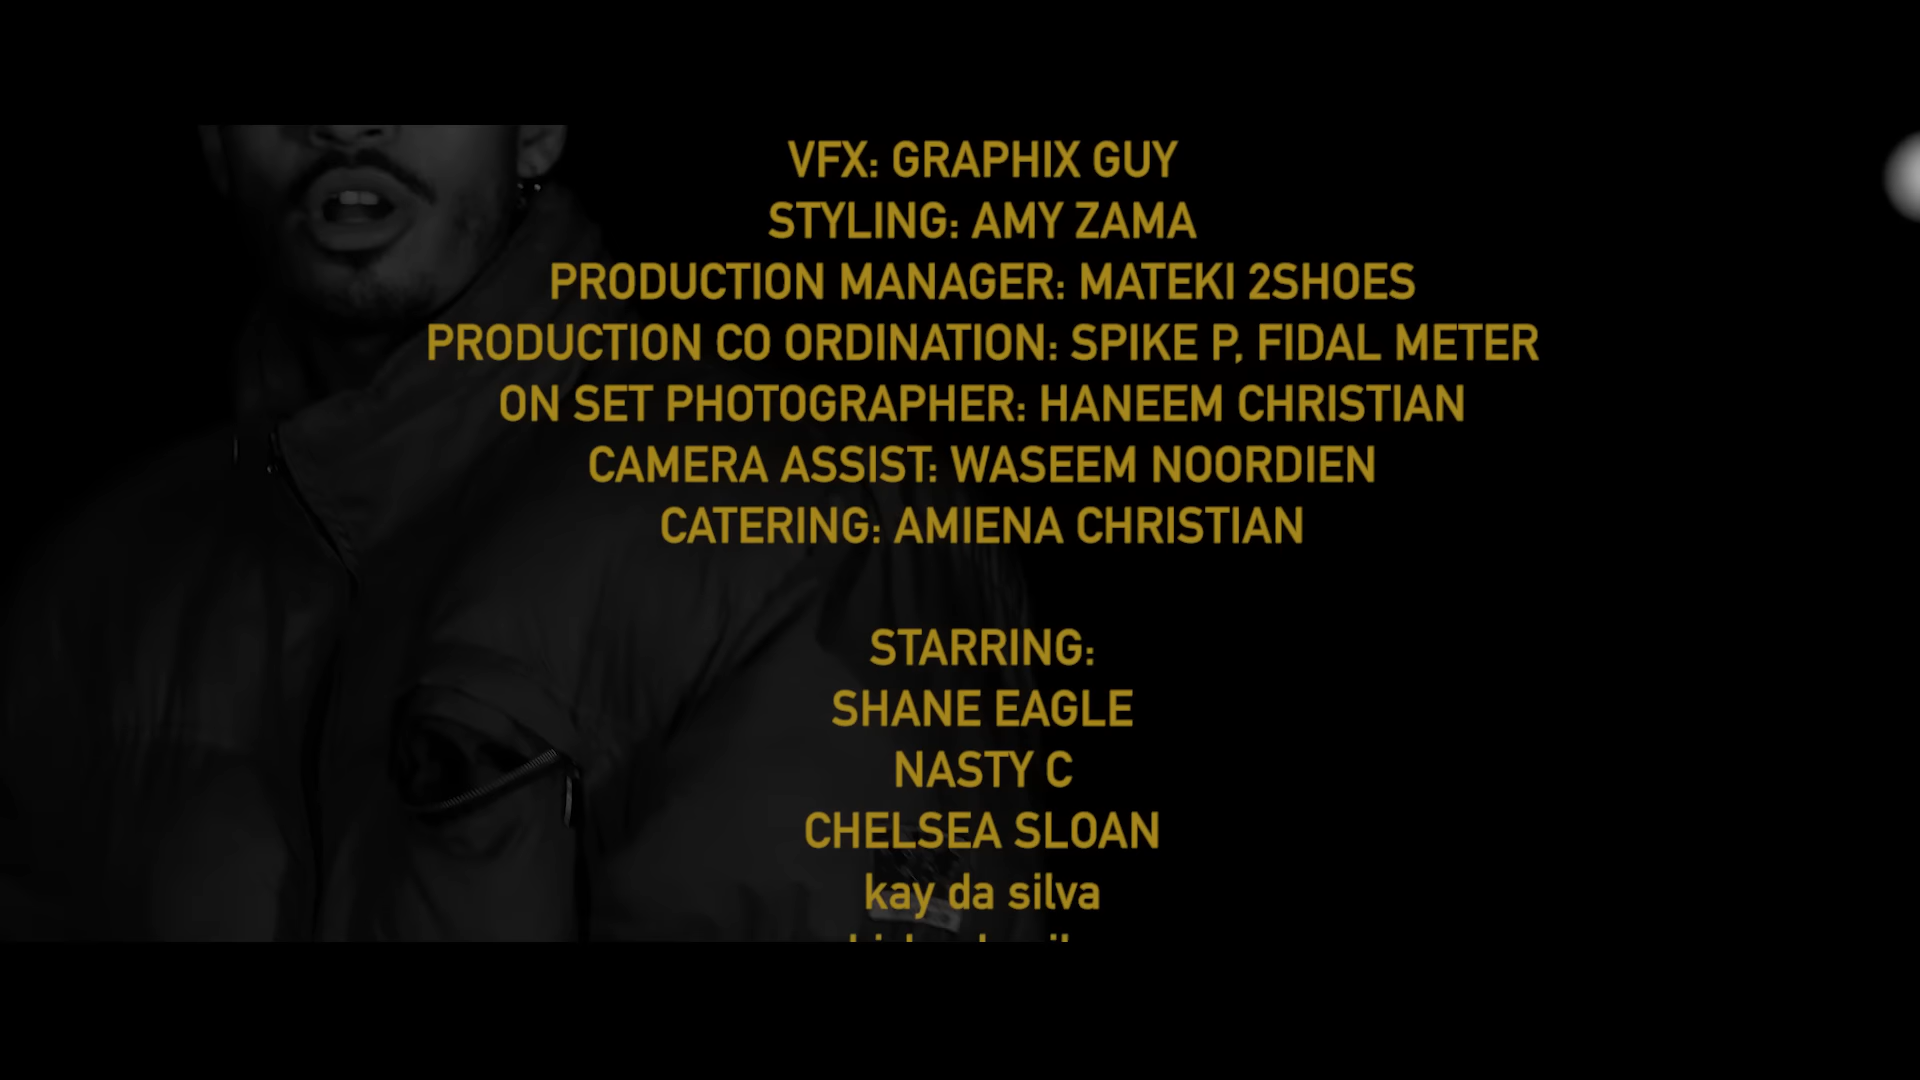 VFX: GRAPHIX GUY
STYLING: AMY ZAMA
PRODUCTION MANAGER: MATEKI 2SHOES
PRODUCTION CO ORDINATION: SPIKE P, FIDAL METER
ON SET PHOTOGRAPHER: HANEEM CHRISTIAN
CAMERA ASSIST: WASEEM NOORDIEN
CATERING: AMIENA CHRISTIAN
STARRING:
SHANE EAGLE
NASTY C
CHELSEA SLOAN
kay da silva